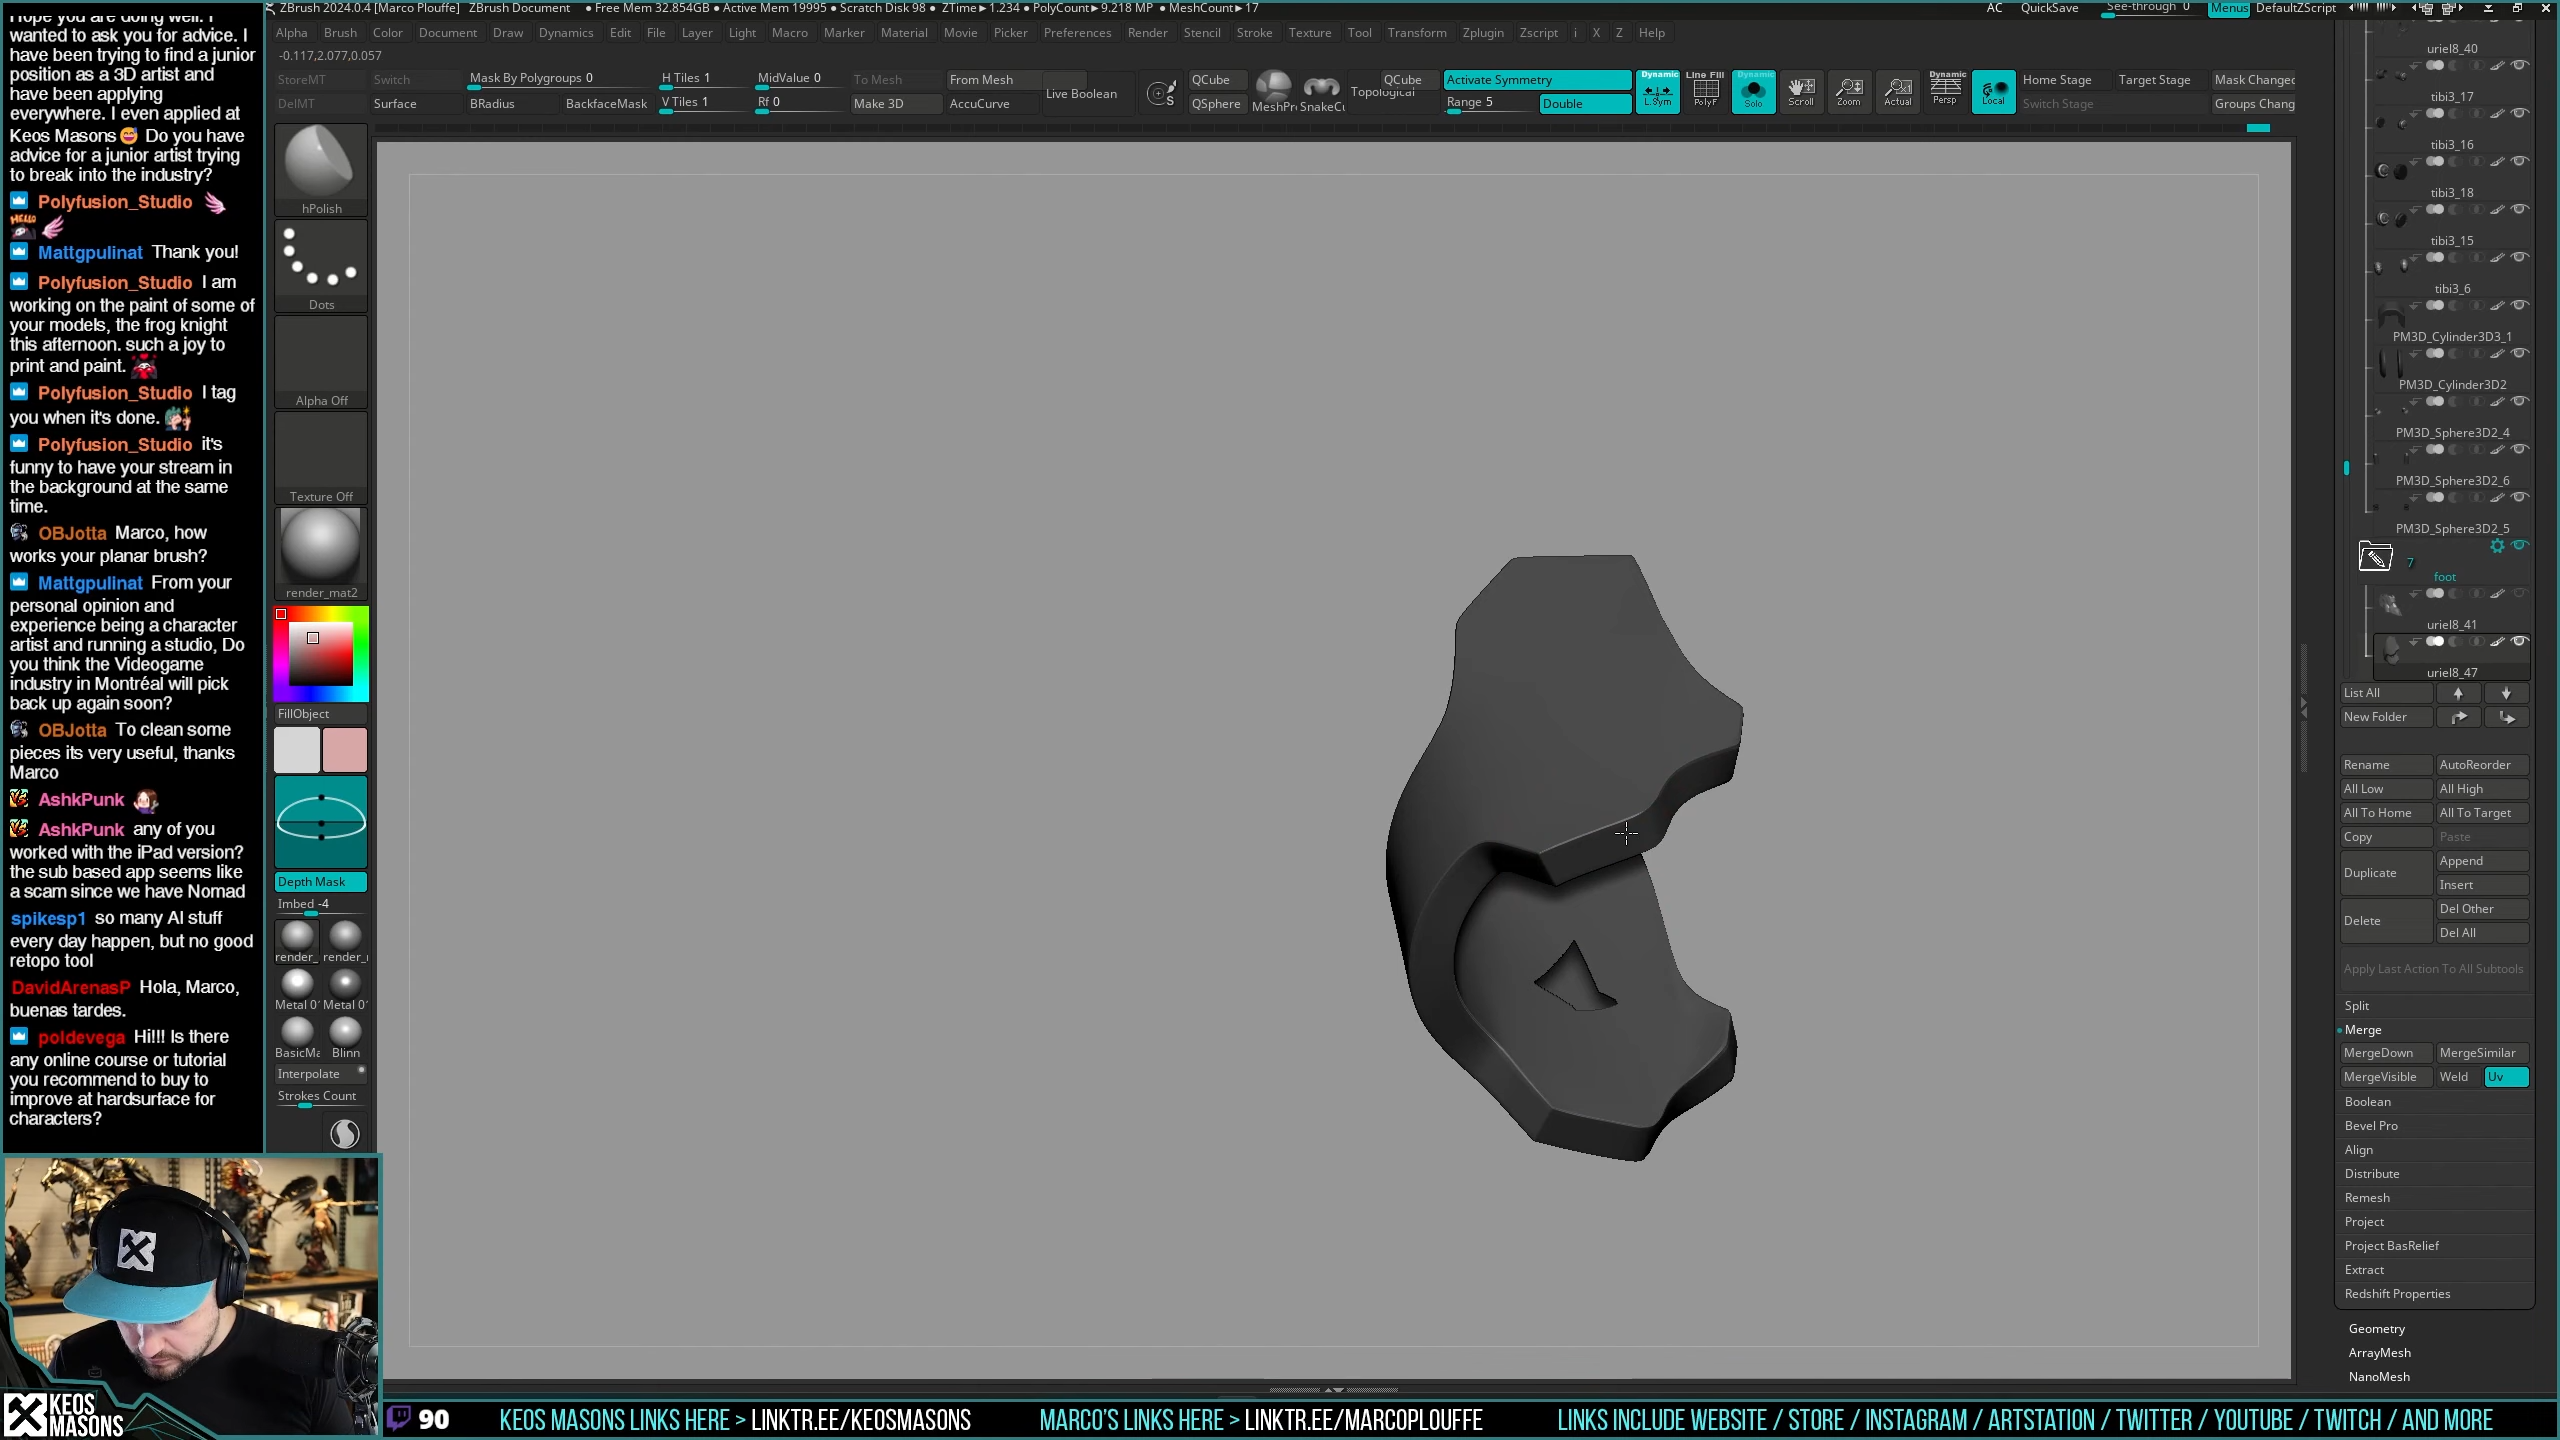 Hope you are doing well. I
wanted to ask you for advice. I
have been trying to find a junior
position as a 3D artist and
have been applying
everywhere. I even applied at
Keos Masons😅 Do you have
advice for a junior artist trying
to break into the industry?
Polyfusion_Studio
HELLO
Mattgpulinat Thank you!
Polyfusion_Studio I am
working on the paint of some of
your models, the frog knight
this afternoon. such a joy to
print and paint.
Polyfusion_Studio I tag
you when it's done.
Polyfusion_Studio it's
funny to have your stream in
the background at the same
time.
OBJotta Marco, how
works your planar brush?
Mattgpulinat From your
personal opinion and
experience being a character
artist and running a studio, Do
you think the Videogame
industry in Montréal will pick
back up again soon?
OBJotta To clean some
pieces its very useful, thanks
Marco
AshkPunk
AshkPunk any of you
worked with the iPad version?
the sub based app seems like
a scam since we have Nomad
spikesp1 so many AI stuff
every day happen, but no good
retopo tool
DavidArenasP Hola, Marco,
buenas tardes.
poldevega Hi!!! Is there
any online course or tutorial
you recommend to buy to
improve at hardsurface for
characters?
ZBrush 2024.0.4 [Marco Plouffe] ZBrush Document ● Free Mem 32.854GB ● Active Mem 19995 ● Scratch Disk 98 ● ZTime▸1.234 ● PolyCount▸9.218 MP ● MeshCount▸17
AC QuickSave See-through 0 Menus DefaultZScript
Alpha Brush Color Document Draw Dynamics Edit File Layer Light Macro Marker Material Movie Picker Preferences Render Stencil Stroke Texture Tool Transform Zplugin Zscript i X Z Help
-0.117,2.077,0.057
StoreMT Switch Mask By Polygroups 0 H Tiles 1 MidValue 0 To Mesh From Mesh Live Boolean QCube QCube Activate Symmetry Home Stage Target Stage Mask Changed
DelMT Surface BRadius BackfaceMask V Tiles 1 Rf 0 Make 3D AccuCurve QSphere MeshPr SnakeCu Topological Range 5 Double Switch Stage Groups Chang
Dynamic L.Sym Line Fill PolyF Dynamic Solo Scroll Zoom Actual Dynamic Persp Local
hPolish
Dots
Alpha Off
Texture Off
render_mat2
FillObject
Depth Mask
Imbed -4
render_ render_
Metal 0 Metal 0
BasicMa Blinn
Interpolate
Strokes Count
uriel8_40
tibi3_17
tibi3_16
tibi3_18
tibi3_15
tibi3_6
PM3D_Cylinder3D3_1
PM3D_Cylinder3D2
PM3D_Sphere3D2_4
PM3D_Sphere3D2_6
PM3D_Sphere3D2_5
7
foot
uriel8_41
uriel8_47
List All
New Folder
Rename AutoReorder
All Low All High
All To Home All To Target
Copy Paste
Duplicate Append
Insert
Delete Del Other
Del All
Apply Last Action To All Subtools
Split
Merge
MergeDown MergeSimilar
MergeVisible Weld Uv
Boolean
Bevel Pro
Align
Distribute
Remesh
Project
Project BasRelief
Extract
Redshift Properties
Geometry
ArrayMesh
NanoMesh
KEOS
MASONS
90 KEOS MASONS LINKS HERE > LINKTR.EE/KEOSMASONS MARCO'S LINKS HERE > LINKTR.EE/MARCOPLOUFFE LINKS INCLUDE WEBSITE / STORE / INSTAGRAM / ARTSTATION / TWITTER / YOUTUBE / TWITCH / AND MORE